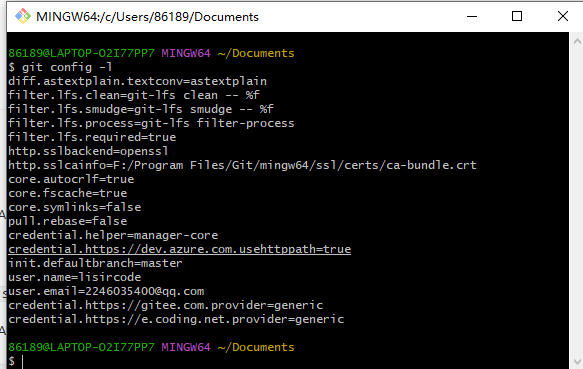 MINGW64:/c/Users/86189/Documents
86189@LAPTOP-O2I77PP7 MINGW64 ~/Documents
$ git config -l
diff.astextplain.textconv=astextplain
filter.lfs.clean=git-lfs clean -- %f
filter.lfs.smudge=git-lfs smudge -- %f
filter.lfs.process=git-lfs filter-process
filter.lfs.required=true
http.sslbackend=openssl
http.sslcainfo=F:/Program Files/Git/mingw64/ssl/certs/ca-bundle.crt
core.autocrlf=true
core.fscache=true
core.symlinks=false
pull.rebase=false
credential.helper=manager-core
credential.https://dev.azure.com.usehttppath=true
init.defaultbranch=master
user.name=lisircode
user.email=2246035400@qq.com
credential.https://gitee.com.provider=generic
credential.https://e.coding.net.provider=generic
86189@LAPTOP-O2I77PP7 MINGW64 ~/Documents
$